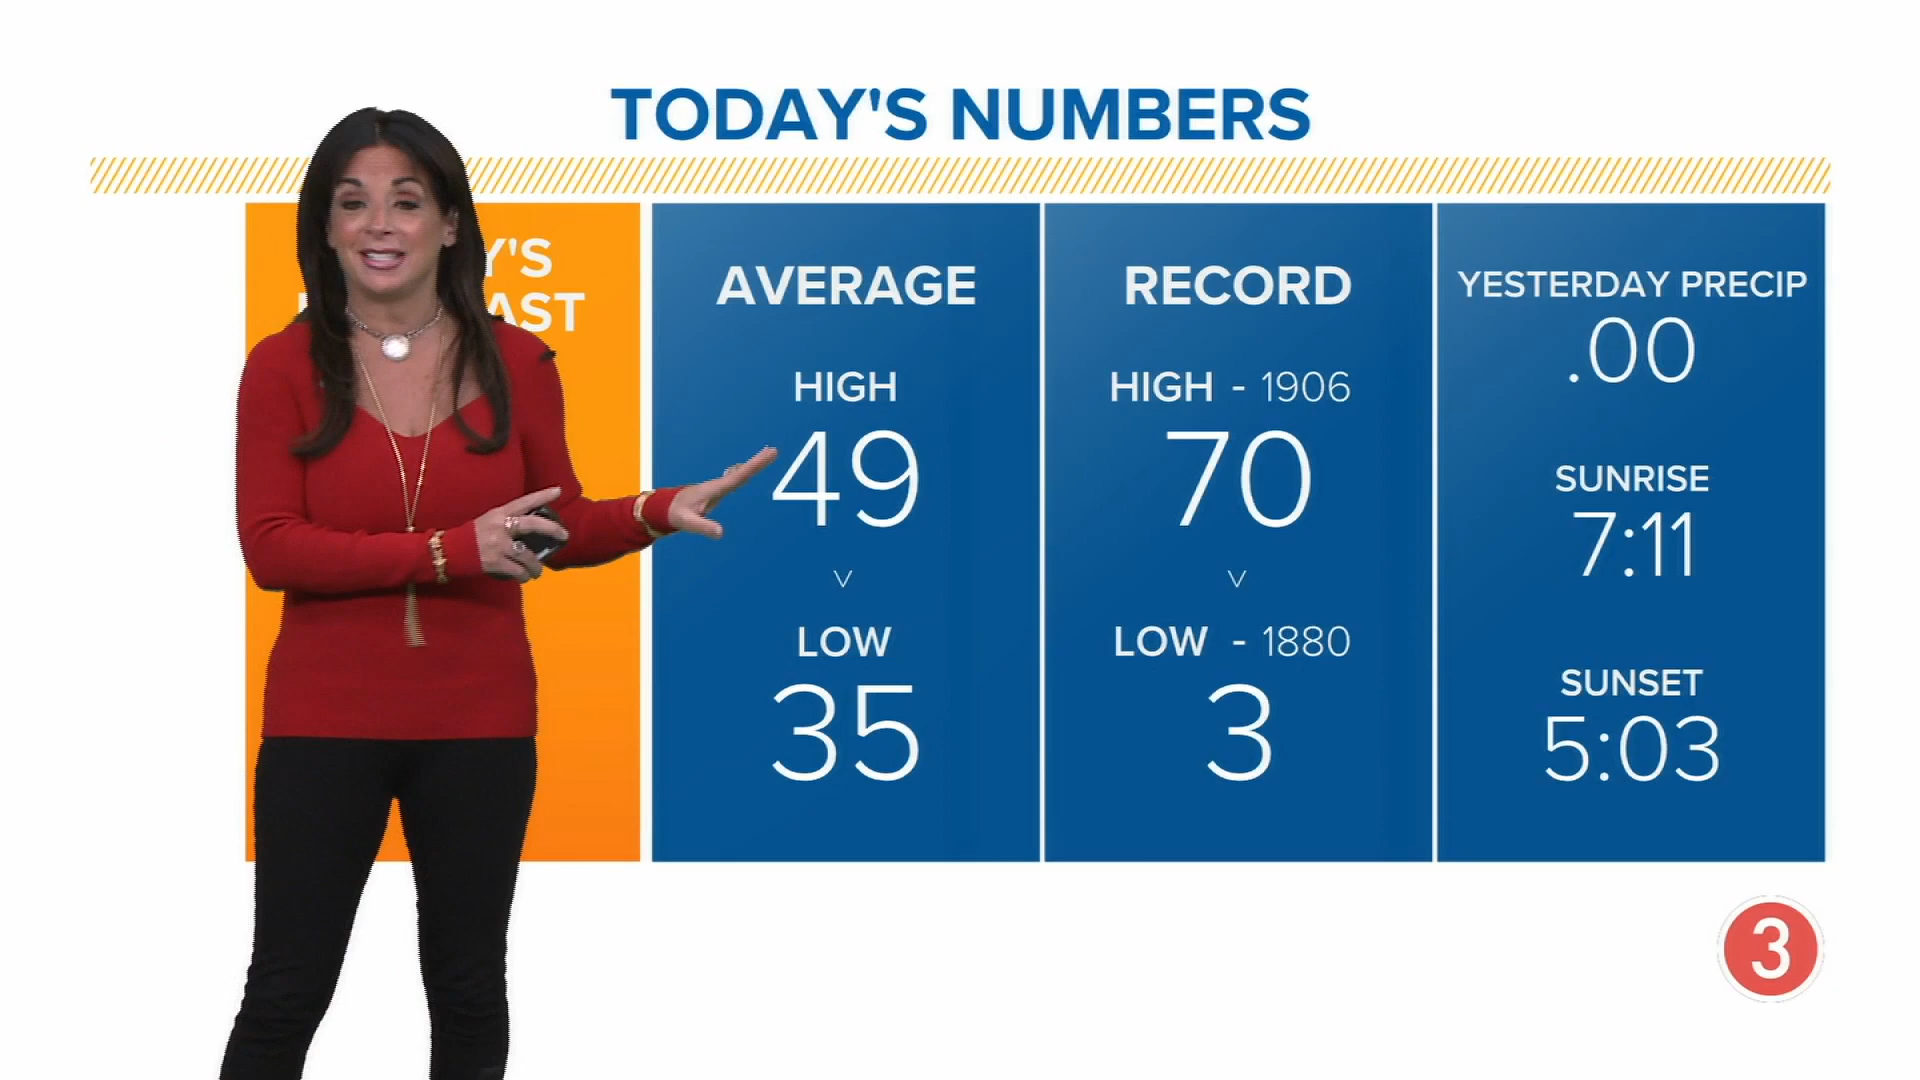 TODAY'S NUMBERS
Y'S
AST
AVERAGE
HIGH
49
LOW
35
RECORD
HIGH - 1906
70
LOW - 1880
3
YESTERDAY PRECIP
.00
SUNRISE
7:11
SUNSET
5:03
3